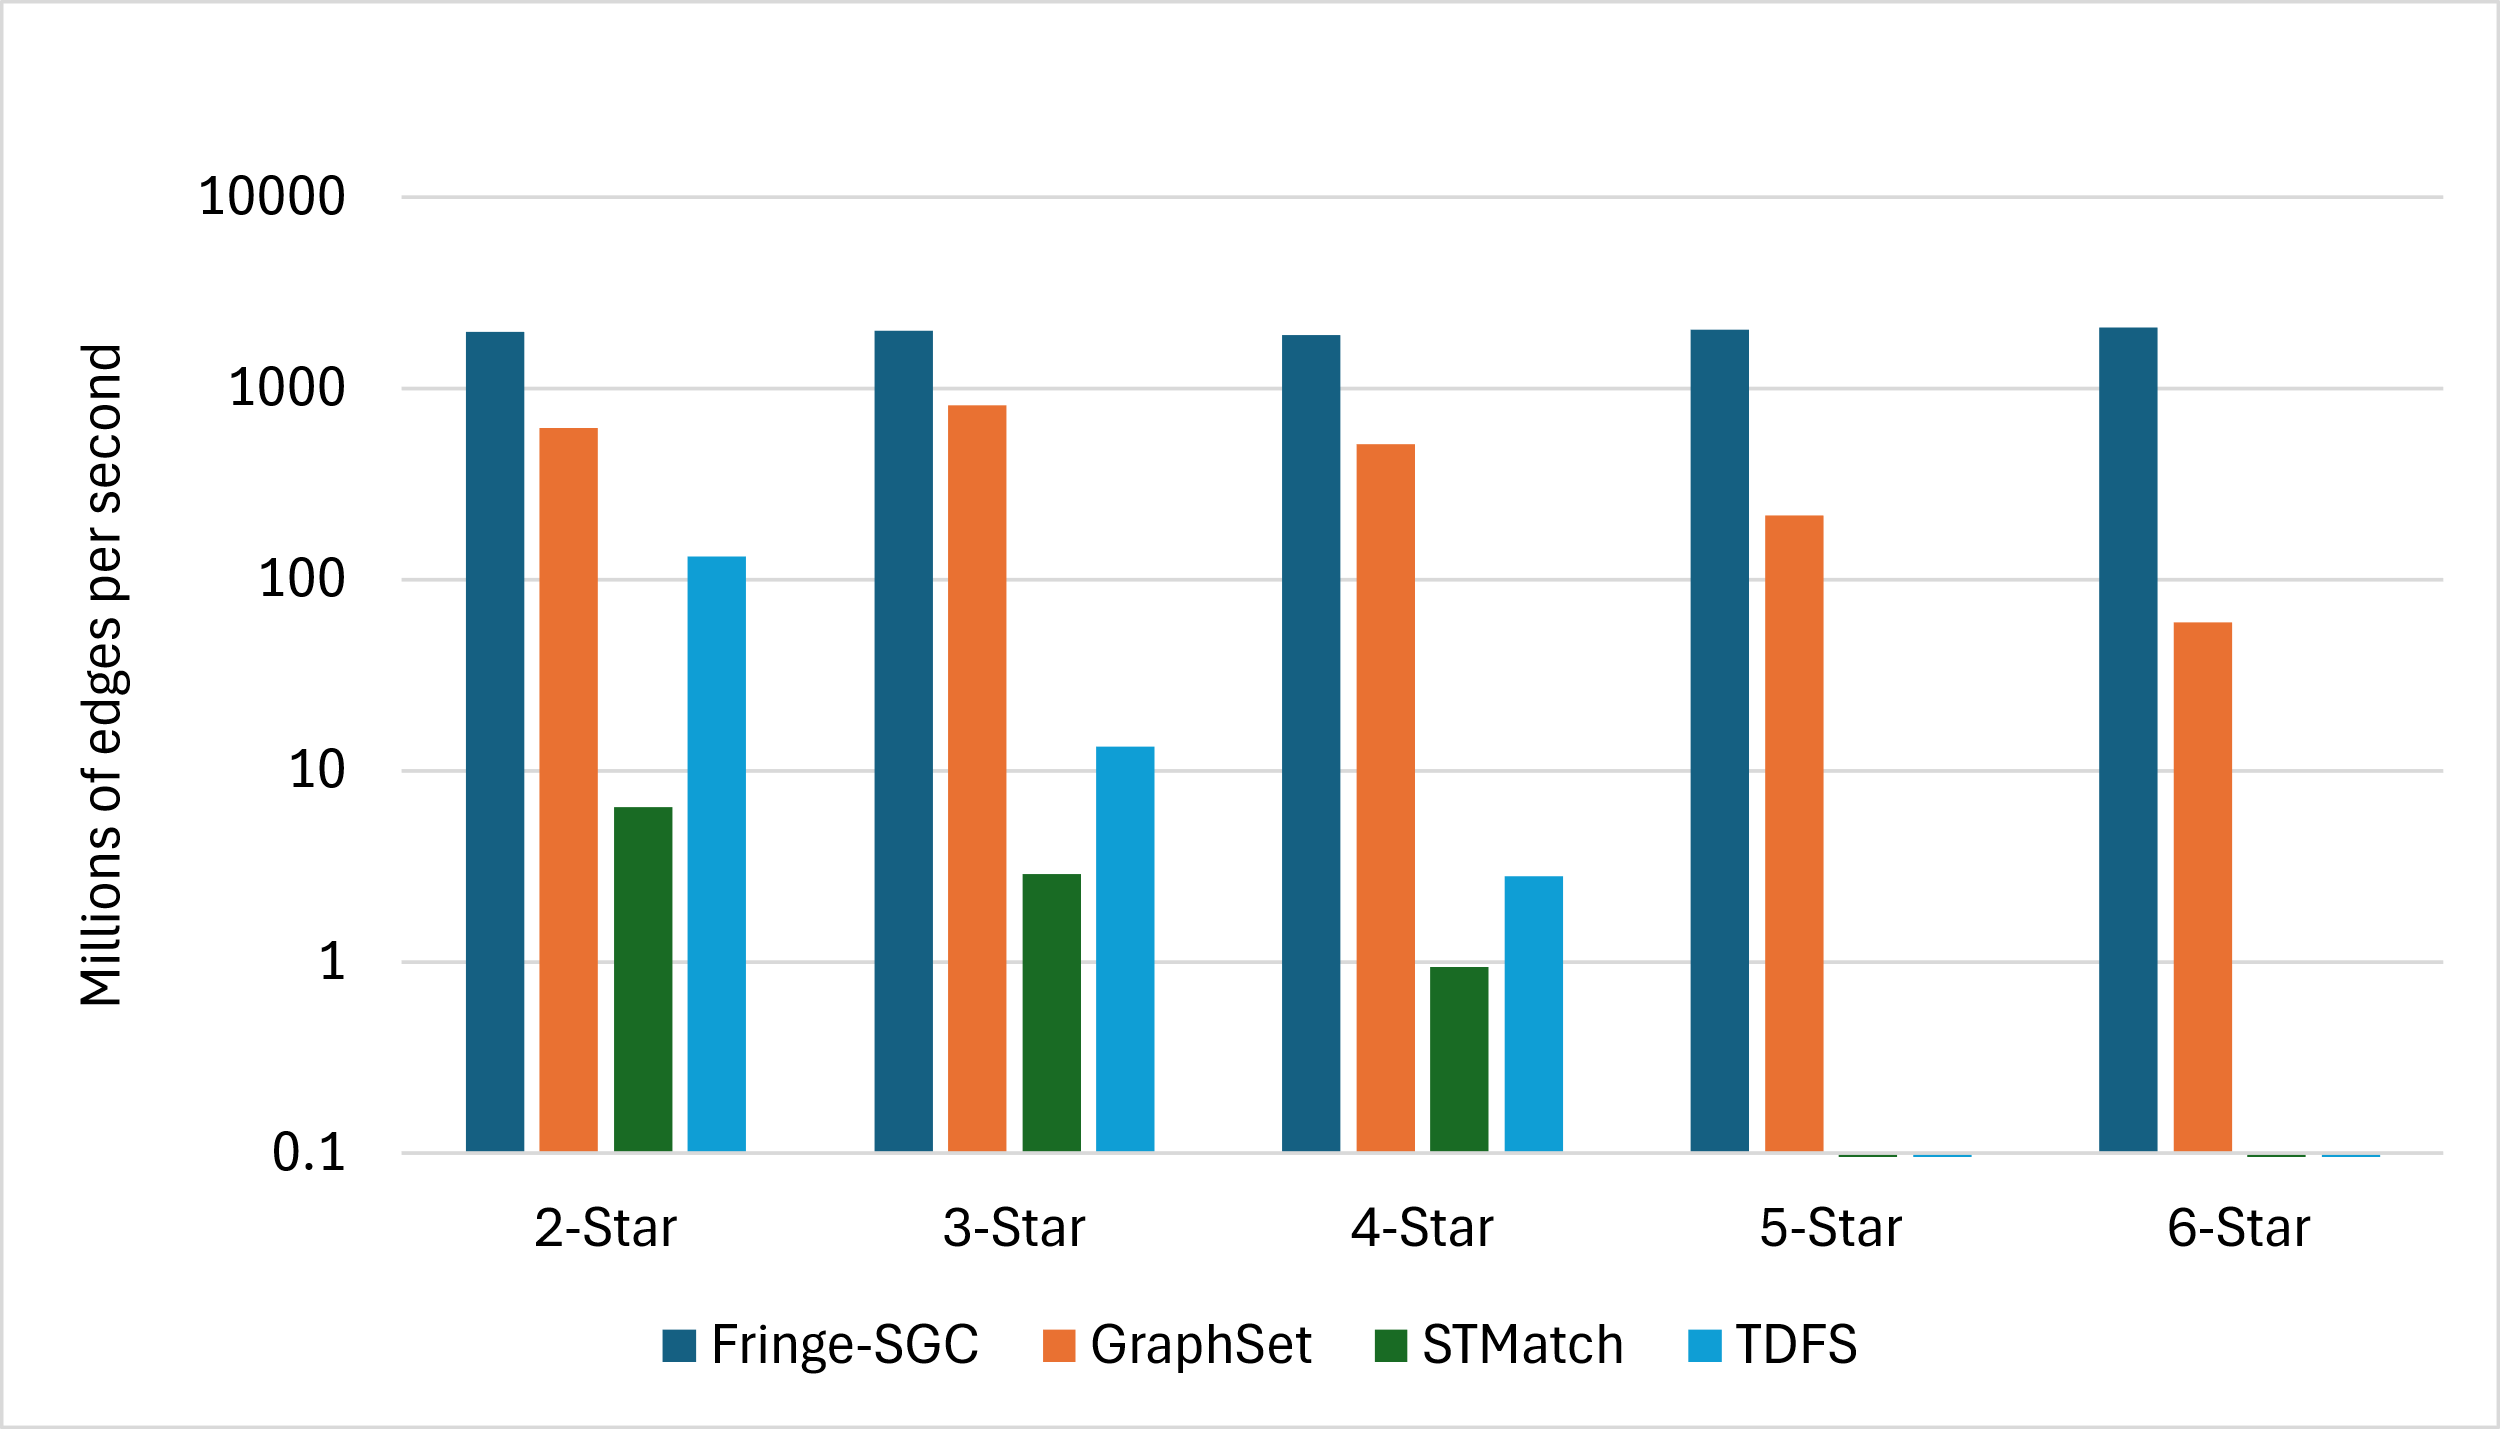 Millions of edges per second
10000
1000
100
10
1
0.1
2-Star 3-Star 4-Star 5-Star 6-Star
Fringe-SGC GraphSet STMatch TDFS